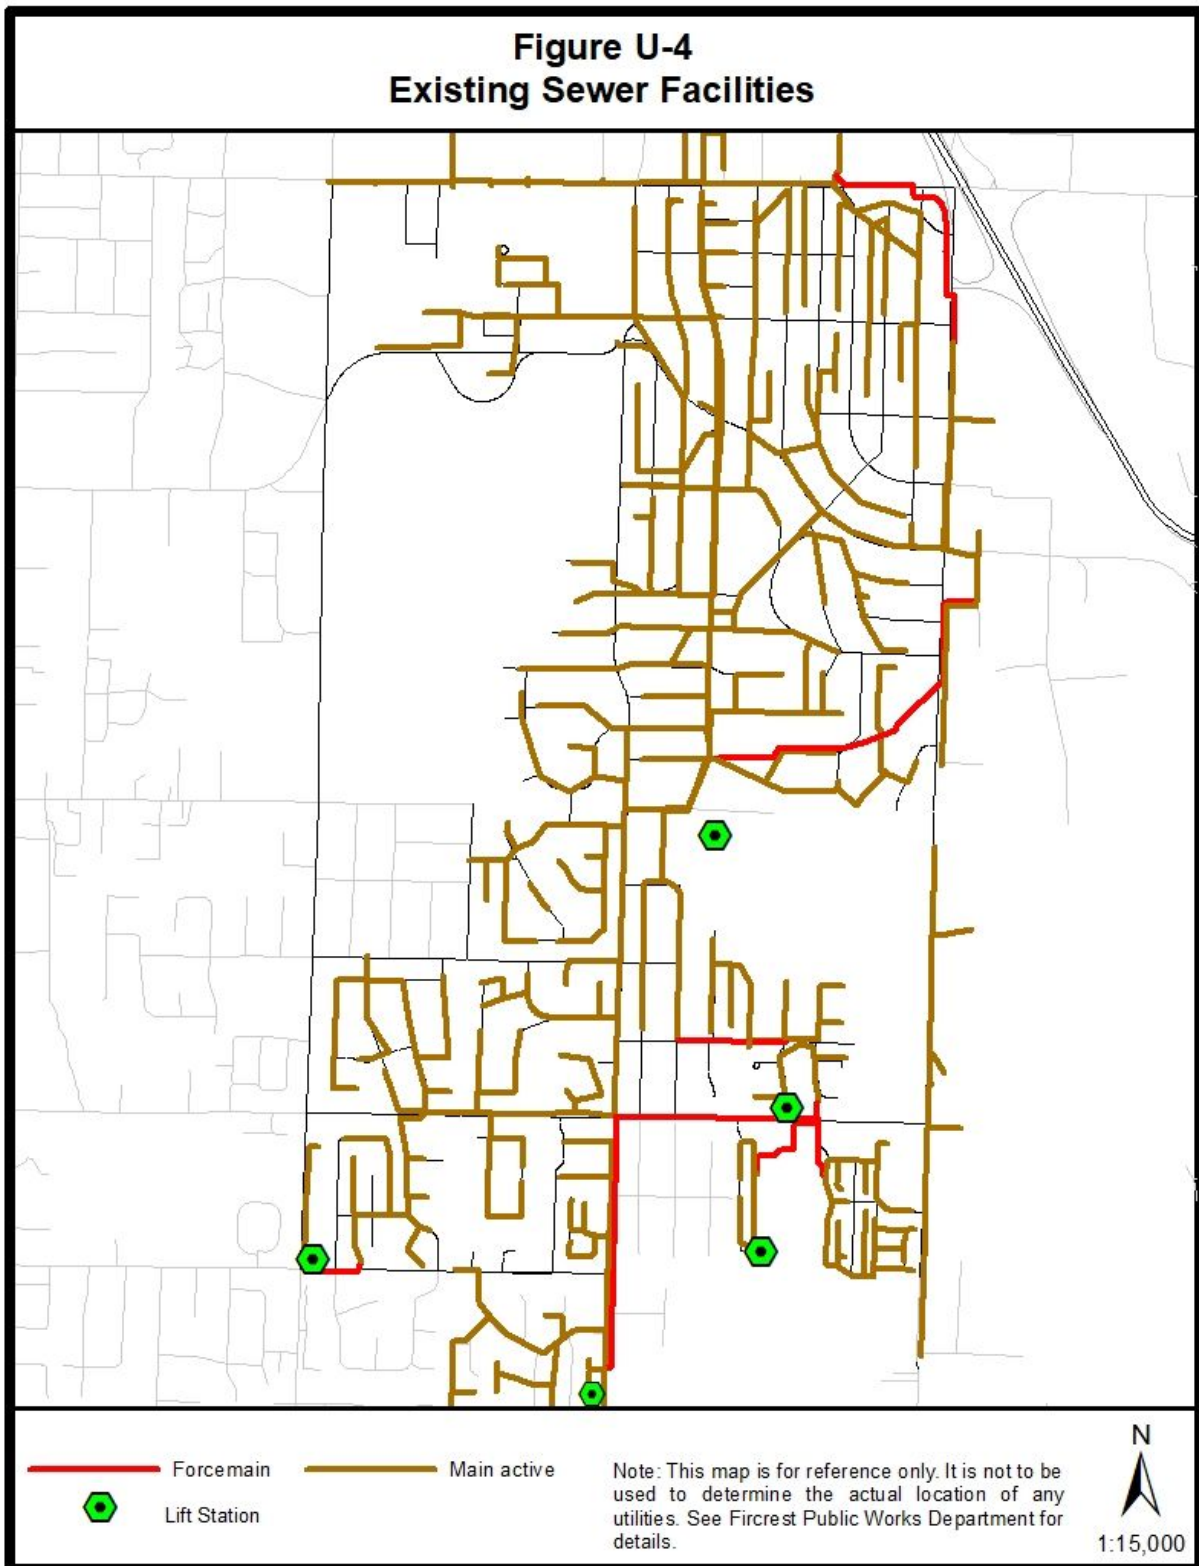 Figure U-4
Existing Sewer Facilities
Forcemain
Main active
Lift Station
Note: This map is for reference only. It is not to be
used to determine the actual location of any
utilities. See Fircrest Public Works Department for
details.
N
1:15,000